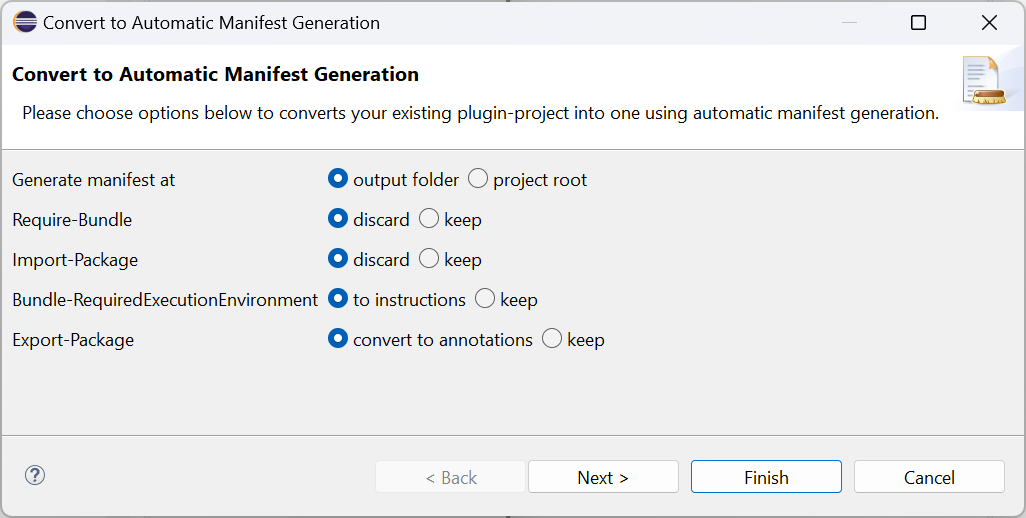 Convert to Automatic Manifest Generation
Convert to Automatic Manifest Generation
Please choose options below to converts your existing plugin-project into one using automatic manifest generation.
Generate manifest at output folder project root
Require-Bundle discard keep
Import-Package discard keep
Bundle-RequiredExecutionEnvironment to instructions keep
Export-Package convert to annotations keep
? < Back Next > Finish Cancel